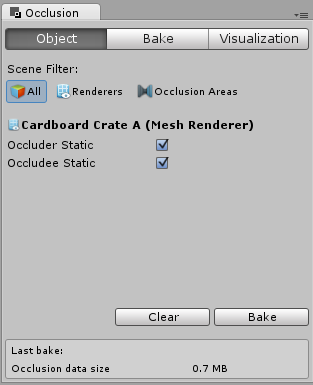 Occlusion
Object Bake Visualization
Scene Filter:
All Renderers Occlusion Areas
Cardboard Crate A (Mesh Renderer)
Occluder Static
Occludee Static
Clear Bake
Last bake:
Occlusion data size 0.7 MB